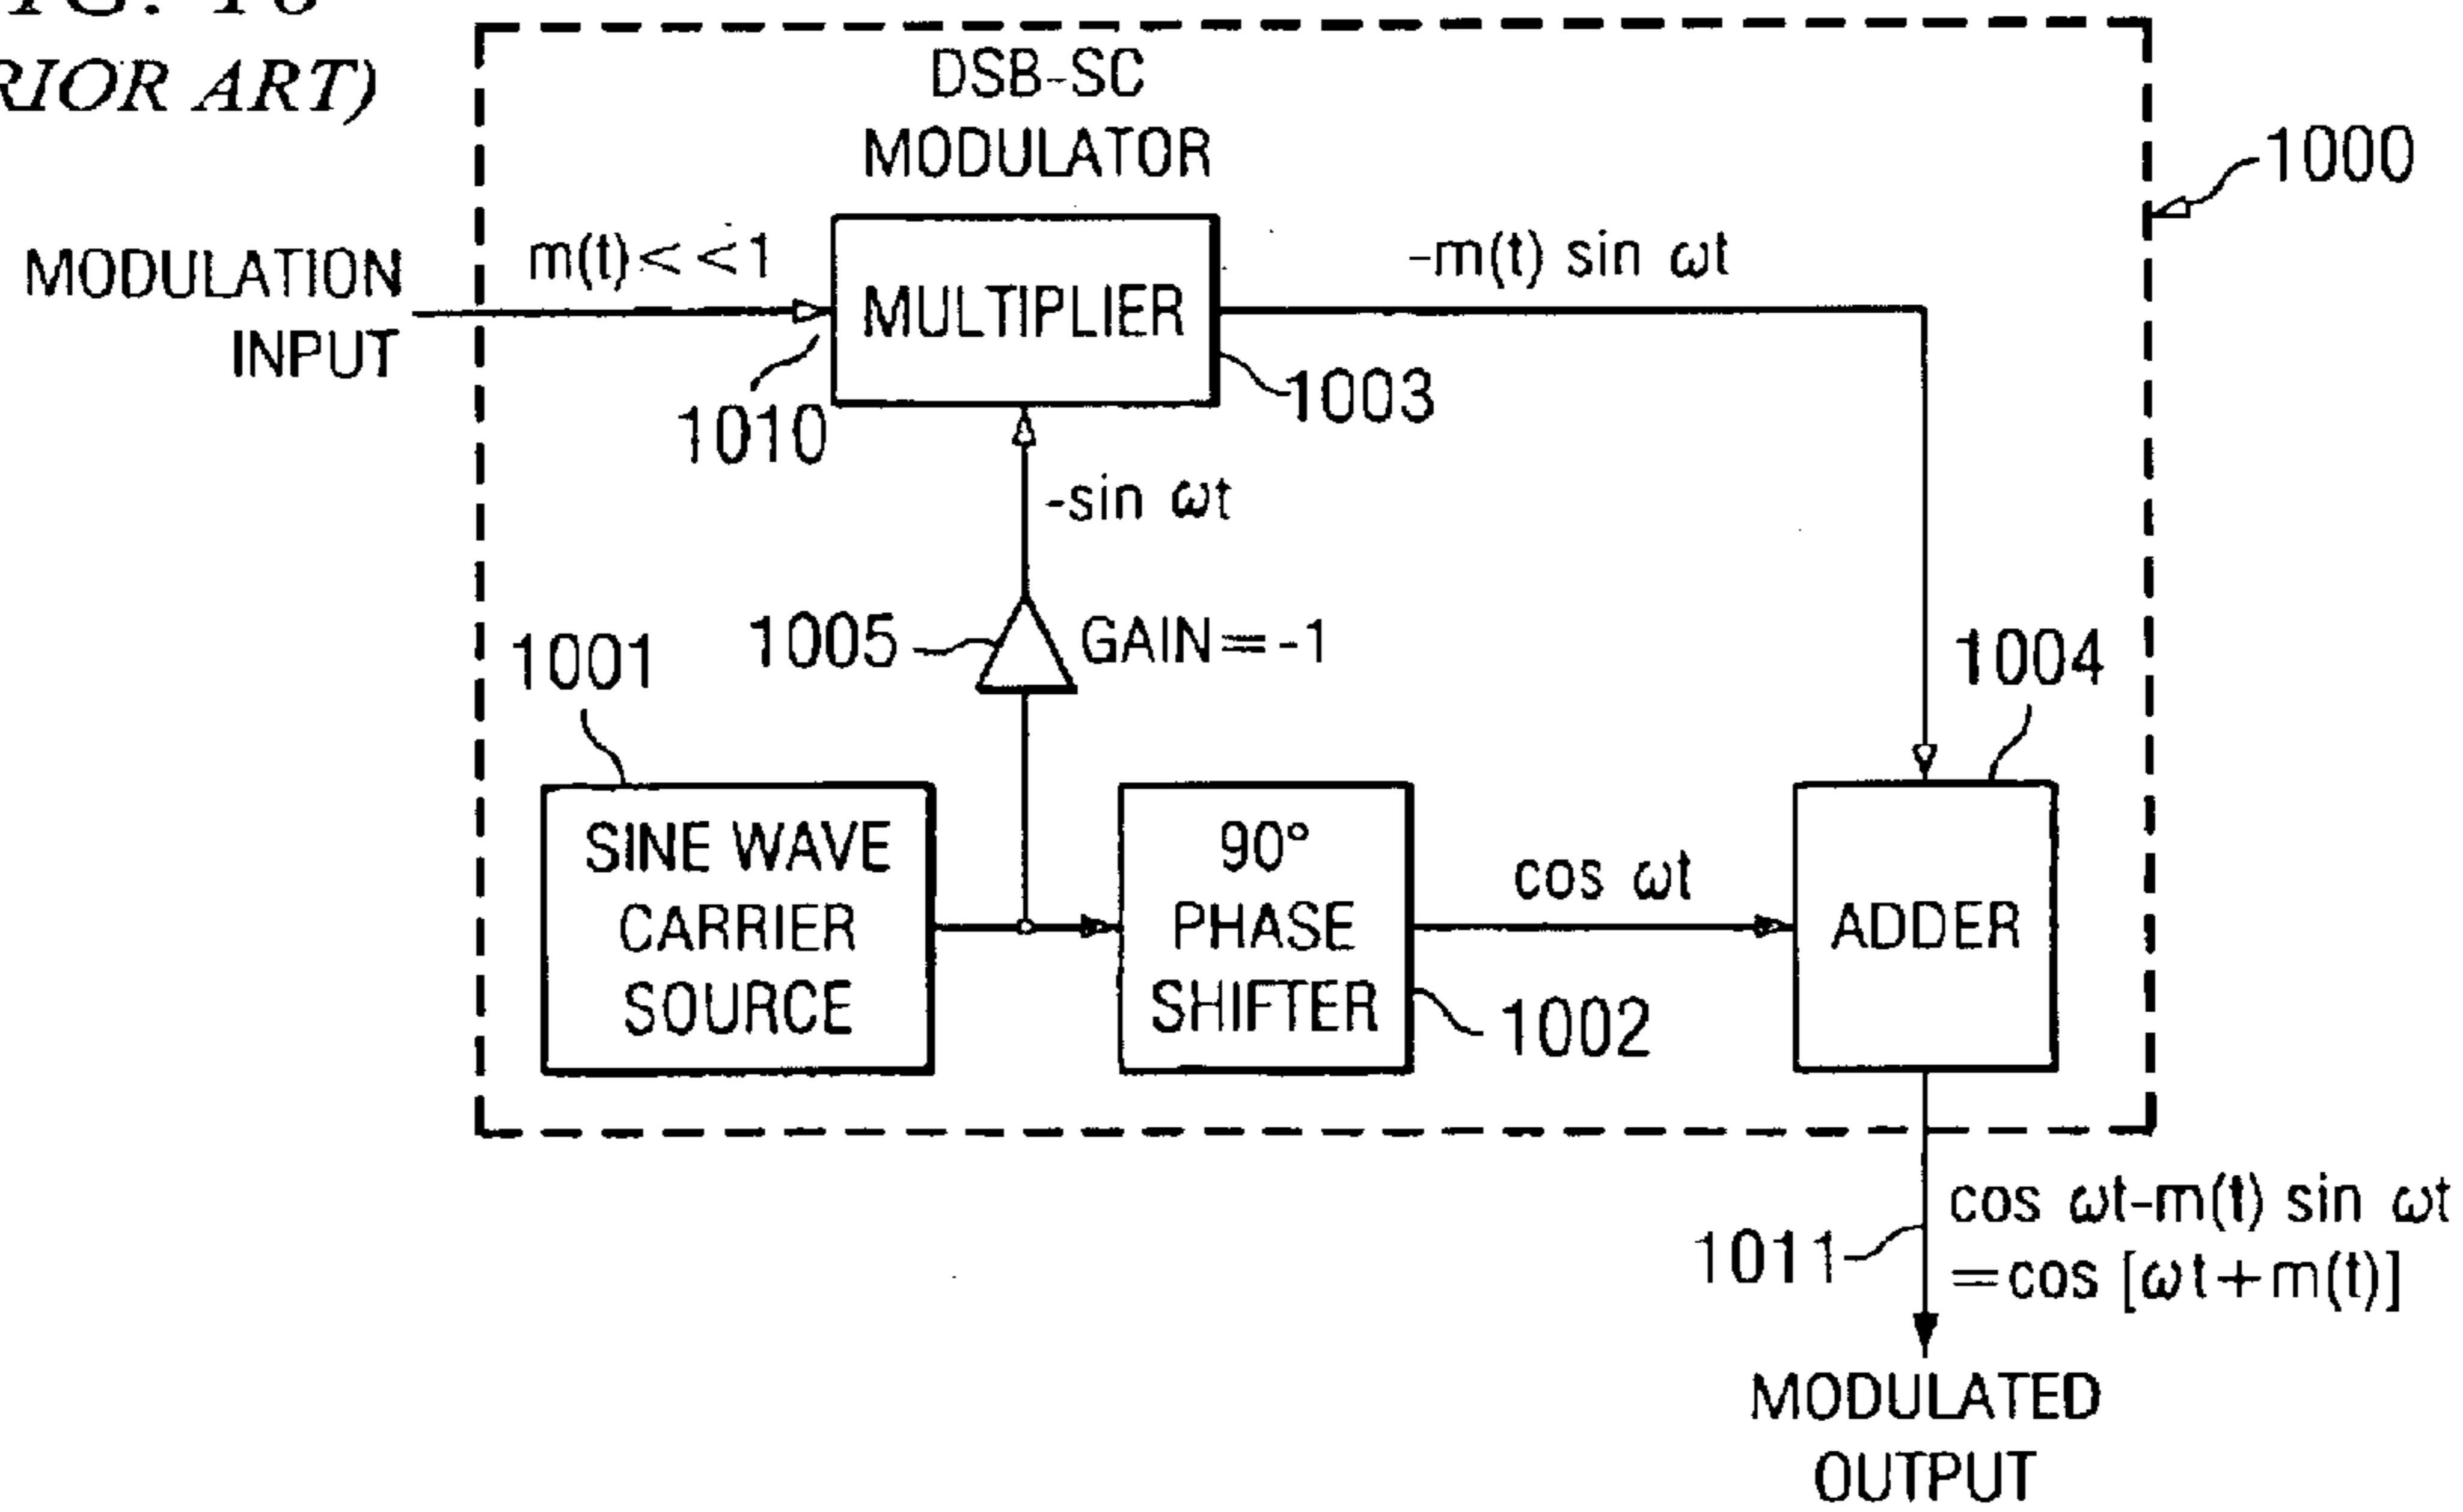 10
ART)
DSB-SC
MODULATOR
1000
MODULATION
INPUT
m(t)< <1
MULTIPLIER
-m(t) sin ωt
1010
1003
-sin ωt
1005
GAIN=-1
1001
1004
SINE WAVE
CARRIER
SOURCE
90°
PHASE
SHIFTER
1002
cos ωt
ADDER
1011
cos ωt-m(t) sin ωt
=cos [ωt+m(t)]
MODULATED
OUTPUT